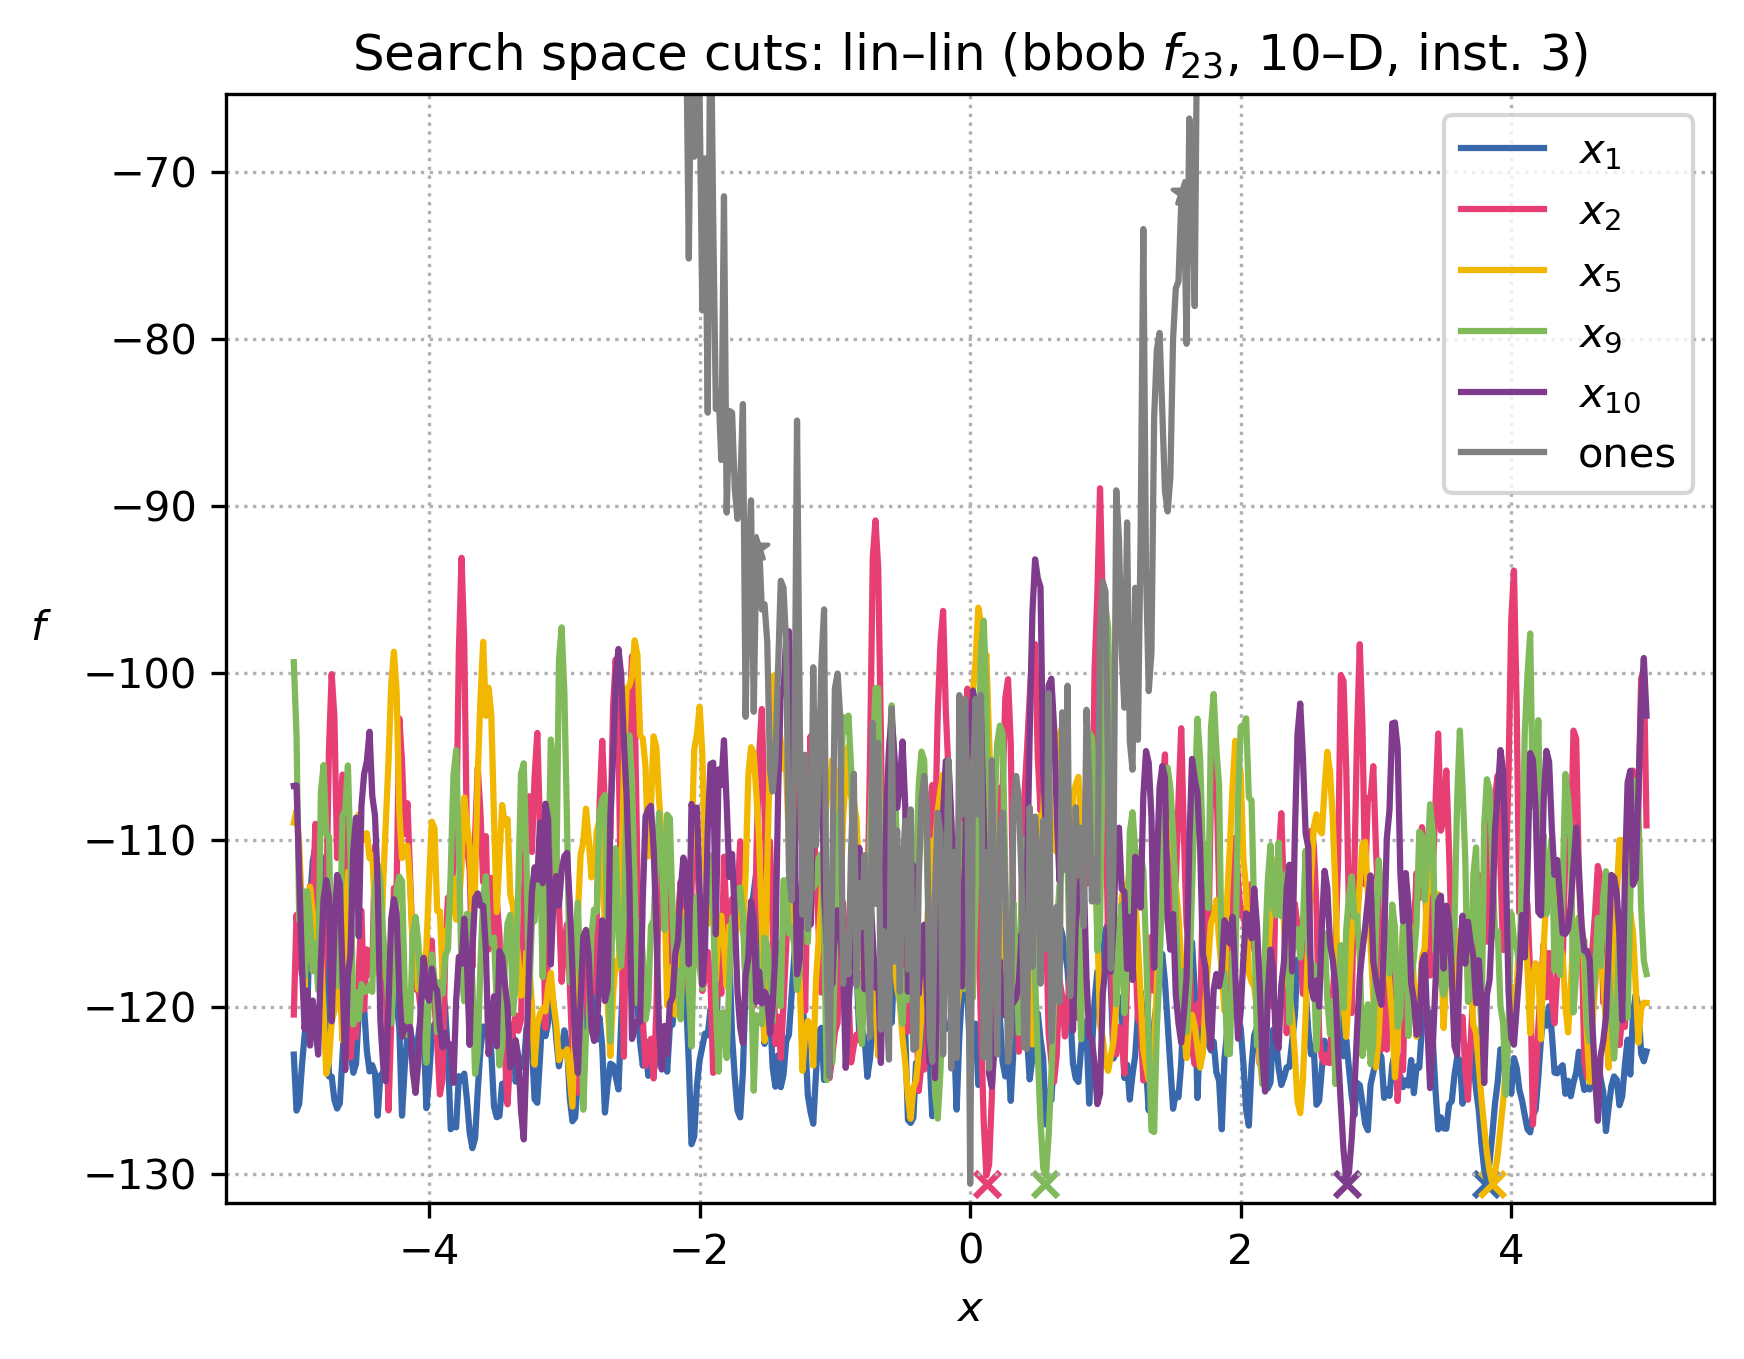 Search space cuts: lin–lin (bbob f23, 10–D, inst. 3)
−70
−80
−90
−100
−110
−120
−130
f
−4
−2
0
2
4
x
x1
x2
x5
x9
x10
ones